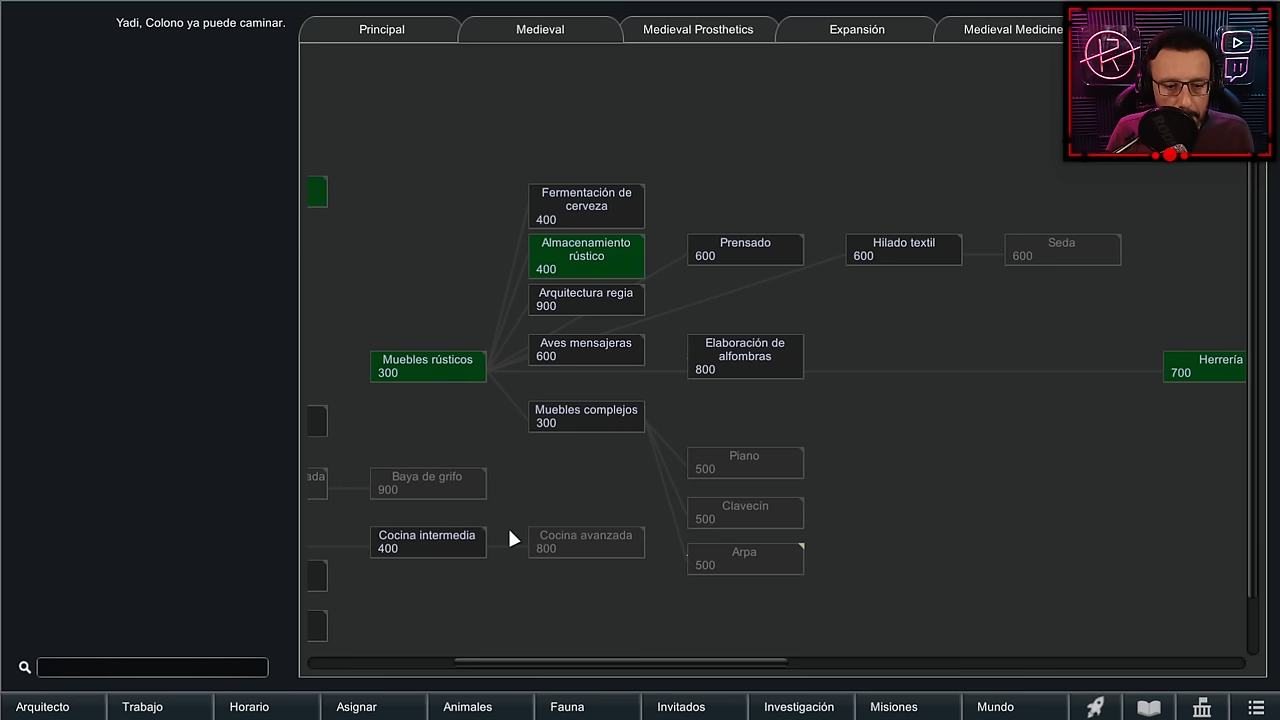 Yadi, Colono ya puede caminar.
Principal
Medieval
Medieval Prosthetics
Expansión
Medieval Medicine
Fermentación de
cerveza
400
Almacenamiento
rústico
400
Prensado
600
Hilado textil
600
Seda
600
Arquitectura regia
900
Aves mensajeras
600
Elaboración de
alfombras
800
Muebles rústicos
300
Herrería
700
Muebles complejos
300
Piano
500
ada
Baya de grifo
900
Clavecín
500
Cocina intermedia
400
Cocina avanzada
800
Arpa
500
Arquitecto
Trabajo
Horario
Asignar
Animales
Fauna
Invitados
Investigación
Misiones
Mundo